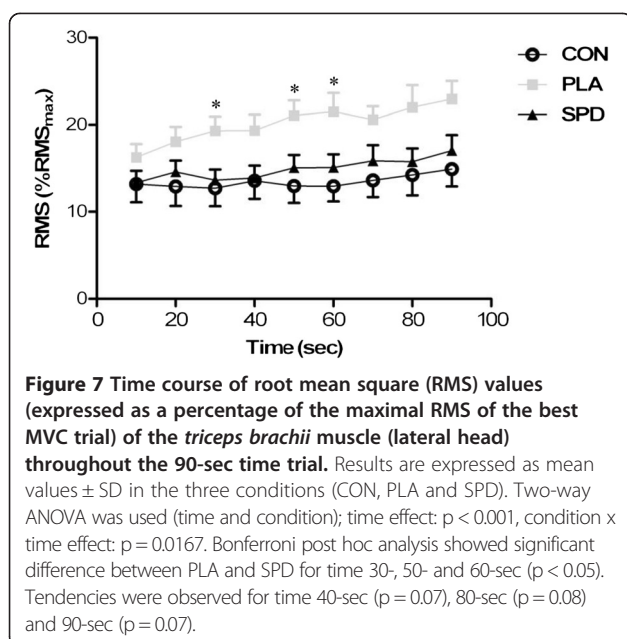 30
20
10
0
RMS (%RMSmax)
* * *
CON
PLA
SPD
0 20 40 60 80 100
Time (sec)
Figure 7 Time course of root mean square (RMS) values
(expressed as a percentage of the maximal RMS of the best
MVC trial) of the triceps brachii muscle (lateral head)
throughout the 90-sec time trial. Results are expressed as mean
values ± SD in the three conditions (CON, PLA and SPD). Two-way
ANOVA was used (time and condition); time effect: p < 0.001, condition x
time effect: p = 0.0167. Bonferroni post hoc analysis showed significant
difference between PLA and SPD for time 30-, 50- and 60-sec (p < 0.05).
Tendencies were observed for time 40-sec (p = 0.07), 80-sec (p = 0.08)
and 90-sec (p = 0.07).